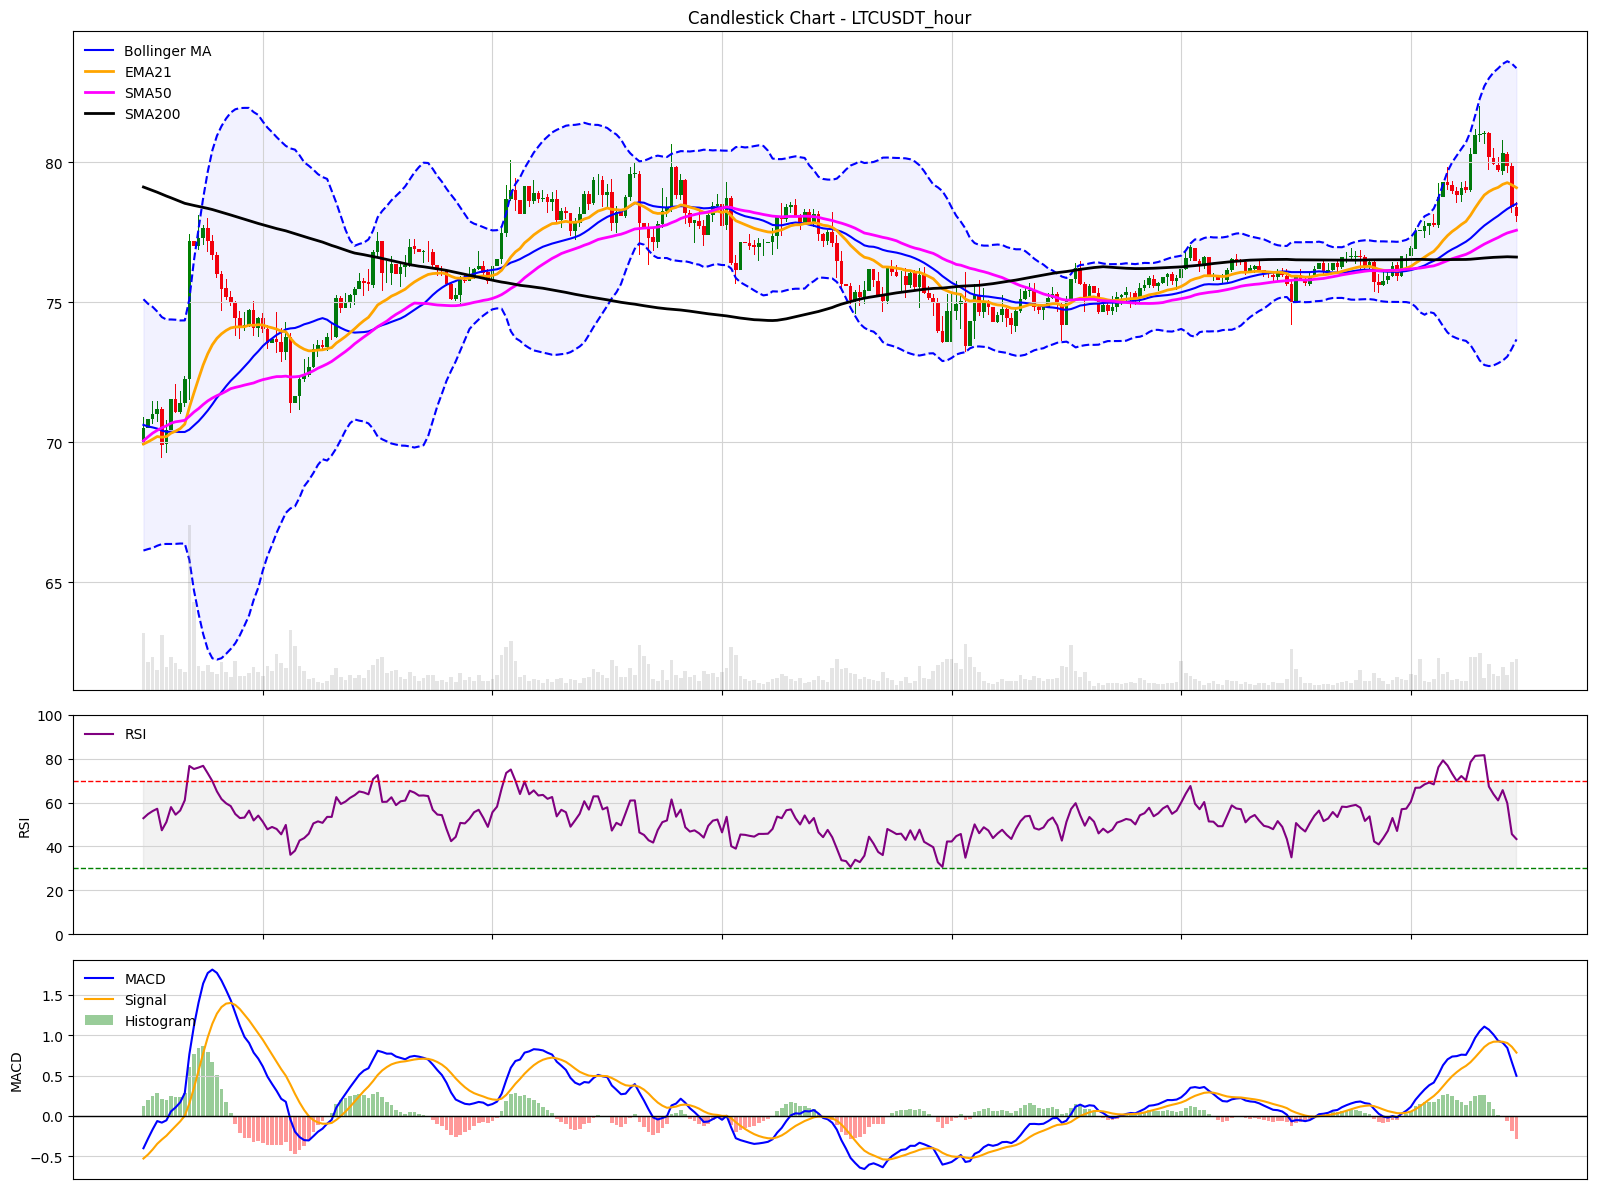 Candlestick Chart - LTCUSDT_hour
Bollinger MA
EMA21
SMA50
SMA200
80
75
70
65
100
80
60
40
20
0
RSI
RSI
1.5
1.0
0.5
0.0
−0.5
MACD
MACD
Signal
Histogram